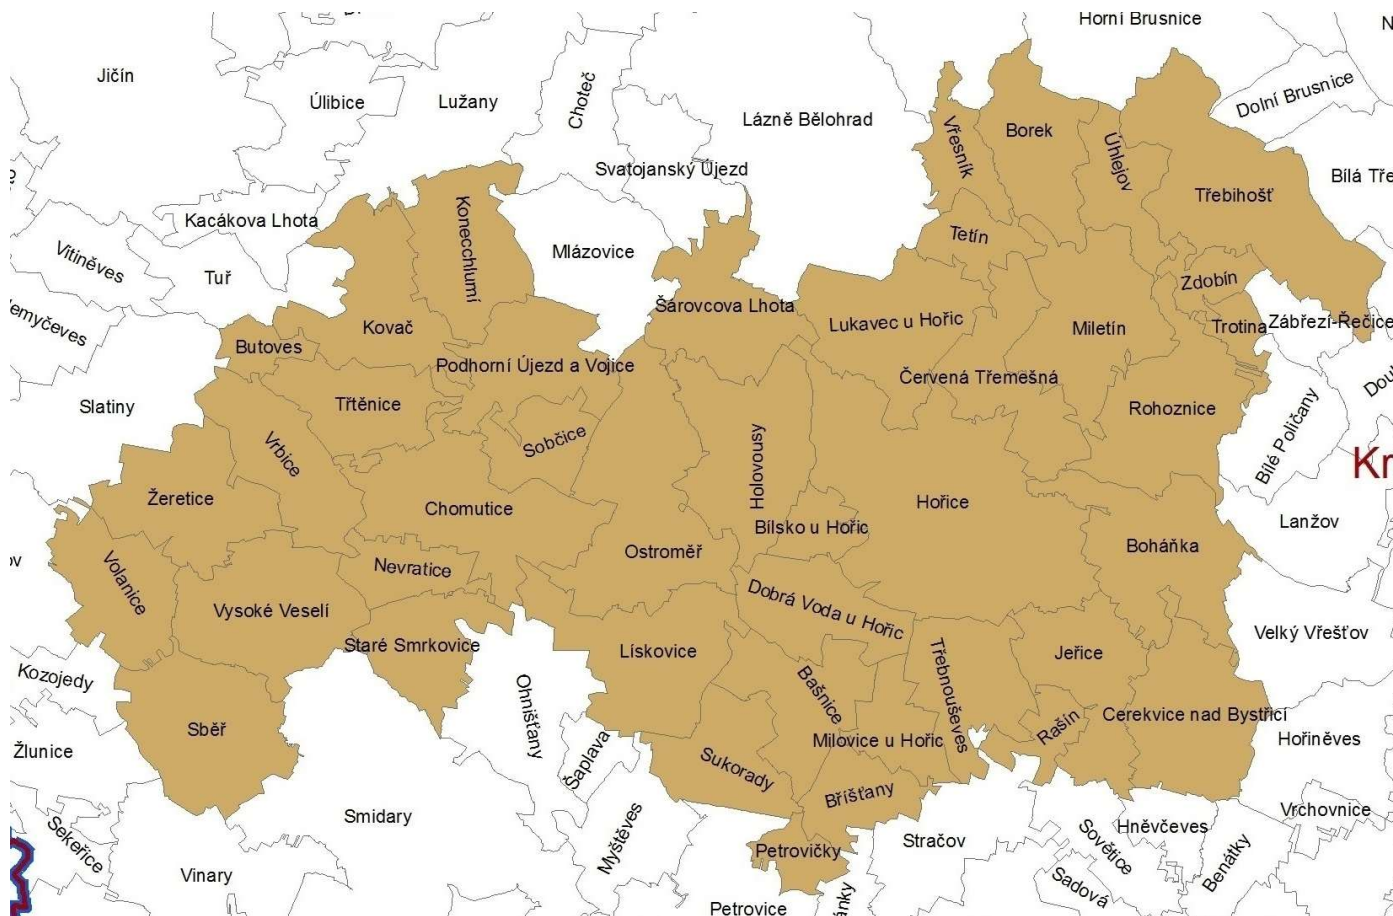 Horní Brusnice
Jičín
Úlibice
Lužany
Choteč
Lázně Bělohrad
Dolní Brusnice
Vřesník
Borek
Úhlejov
Svatojanský Újezd
Bílá Tře
Třebihošť
Kacákova Lhota
Konecchlumí
Tetín
Vitiněves
Tuř
Mlázovice
Zdobín
emyčeves
Kovač
Šárovcova Lhota
Lukavec u Hořic
Miletín
Trotina
Zábřezí-Řečice
Butoves
Podhorní Újezd a Vojice
Červená Třemešná
Slatiny
Třtěnice
Rohoznice
Dou
Vrbice
Sobčice
Holovousy
Bílé Poličany
Kr
Žeretice
Chomutice
Hořice
Lanžov
Bílsko u Hořic
Ostroměř
Boháňka
ov
Volanice
Nevratice
Vysoké Veselí
Dobrá Voda u Hořic
Velký Vřešťov
Staré Smrkovice
Lískovice
Třebnouševes
Jeřice
Kozojedy
Ohnišťany
Bašnice
Sběř
Rašín
Cerekvice nad Bystřicí
Žlunice
Šaplava
Milovice u Hořic
Hořiněves
Sukorady
Bříšťany
Smidary
Vrchovnice
Sekeřice
Myštěves
Stračov
Sovětice
Hněvčeves
Benátky
Petrovičky
Vinary
Sadová
Petrovice
ánky